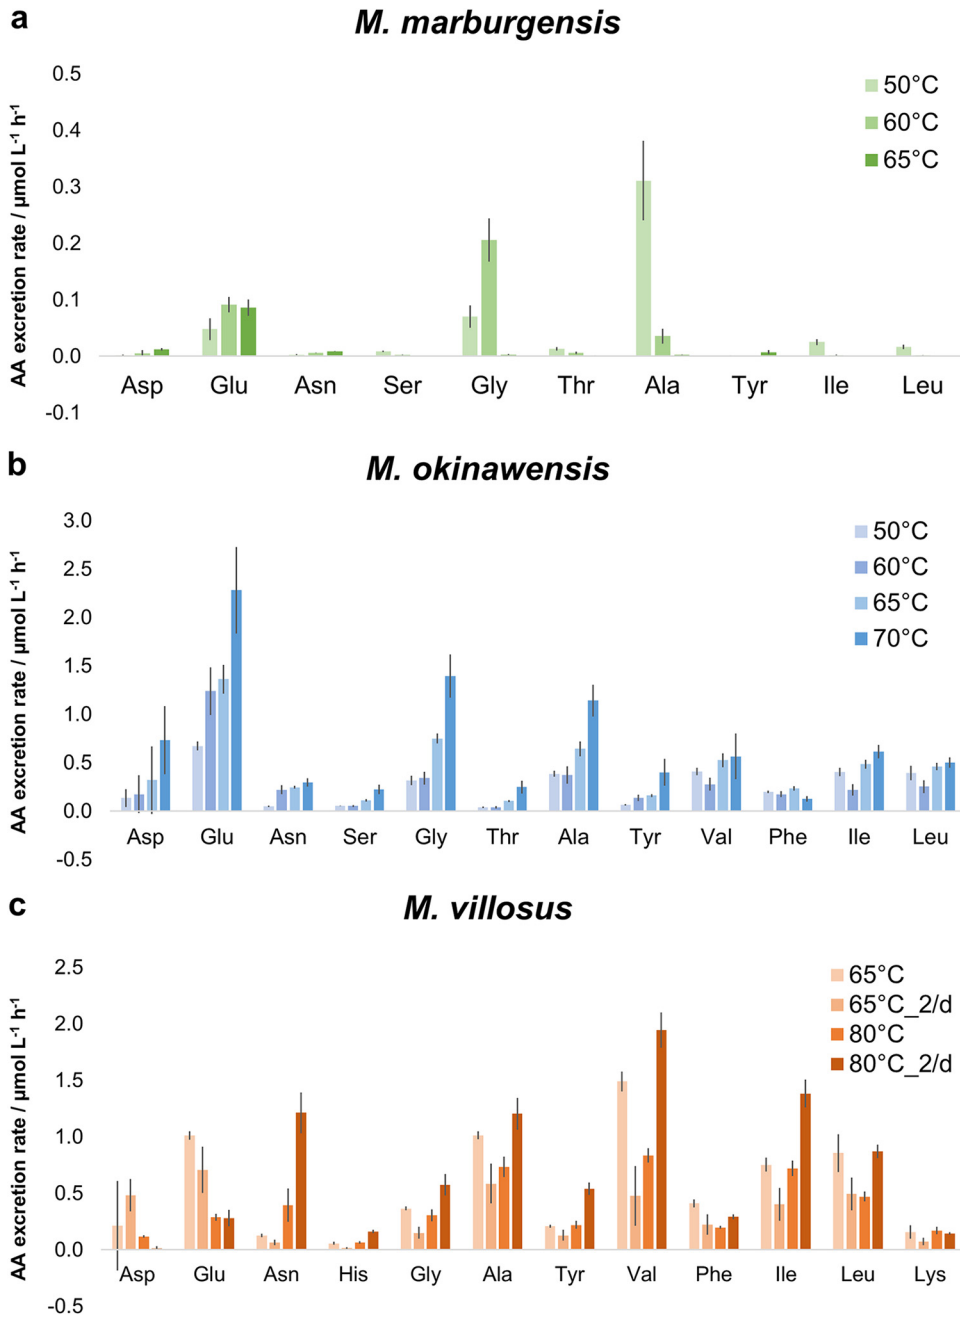 a
M. marburgensis
AA excretion rate / µmol L⁻¹ h⁻¹
0.5
0.4
0.3
0.2
0.1
0.0
-0.1
50°C
60°C
65°C
Asp Glu Asn Ser Gly Thr Ala Tyr Ile Leu
b
M. okinawensis
AA excretion rate / µmol L⁻¹ h⁻¹
3.0
2.5
2.0
1.5
1.0
0.5
0.0
-0.5
50°C
60°C
65°C
70°C
Asp Glu Asn Ser Gly Thr Ala Tyr Val Phe Ile Leu
c
M. villosus
AA excretion rate / µmol L⁻¹ h⁻¹
2.5
2.0
1.5
1.0
0.5
0.0
-0.5
65°C
65°C_2/d
80°C
80°C_2/d
Asp Glu Asn His Gly Ala Tyr Val Phe Ile Leu Lys